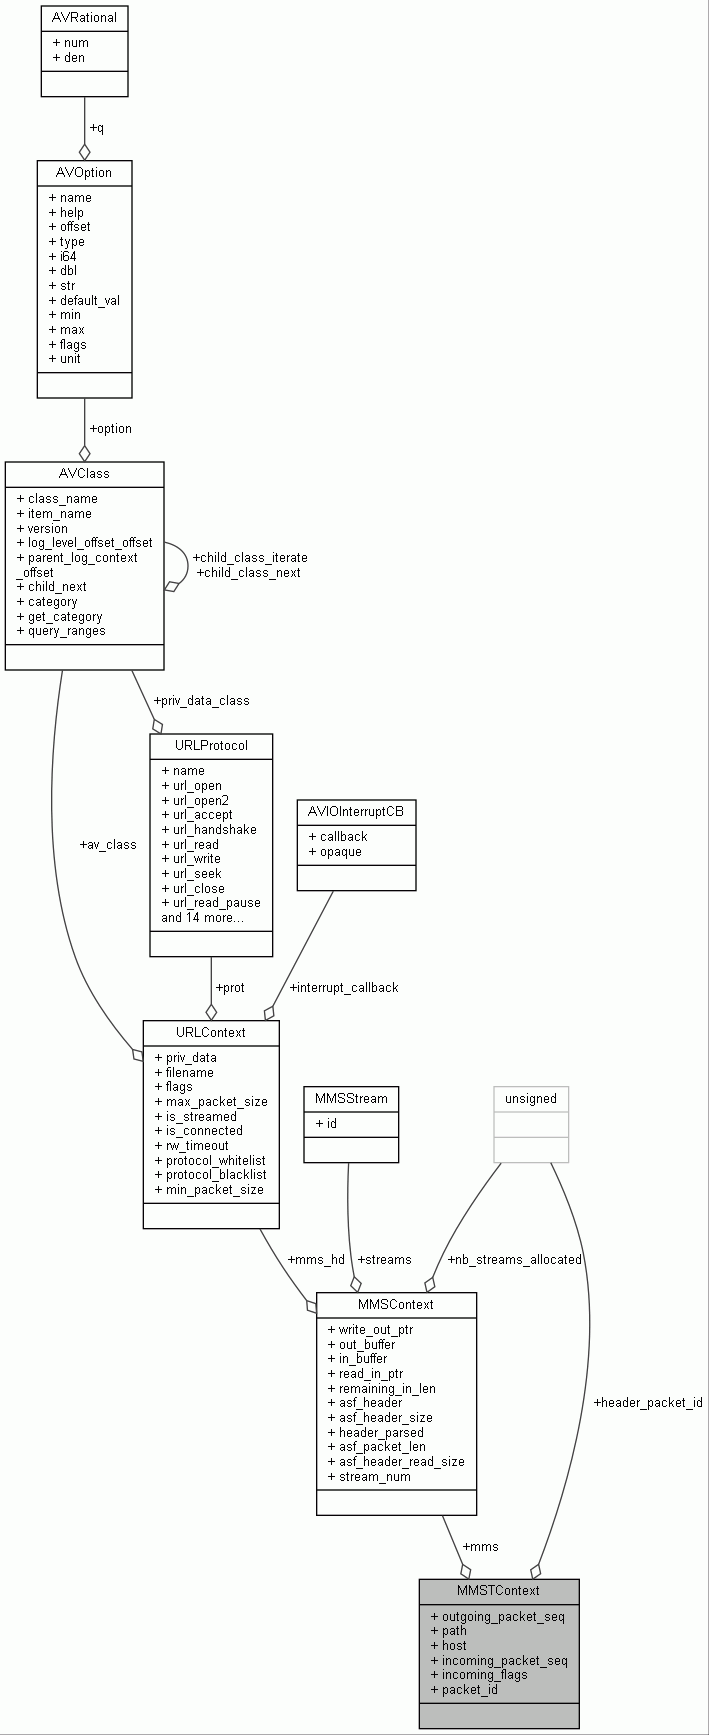 AVRational
+ num
+ den
+q
AVOption
+ name
+ help
+ offset
+ type
+ i64
+ dbl
+ str
+ default_val
+ min
+ max
+ flags
+ unit
+option
AVClass
+ class_name
+ item_name
+ version
+ log_level_offset_offset
+ parent_log_context
_offset
+ child_next
+ category
+ get_category
+ query_ranges
+child_class_iterate
+child_class_next
+priv_data_class
URLProtocol
+ name
+ url_open
+ url_open2
+ url_accept
+ url_handshake
+ url_read
+ url_write
+ url_seek
+ url_close
+ url_read_pause
and 14 more...
AVIOInterruptCB
+ callback
+ opaque
+av_class
+prot
+interrupt_callback
URLContext
+ priv_data
+ filename
+ flags
+ max_packet_size
+ is_streamed
+ is_connected
+ rw_timeout
+ protocol_whitelist
+ protocol_blacklist
+ min_packet_size
MMSStream
+ id
unsigned
+mms_hd
+streams
+nb_streams_allocated
MMSContext
+ write_out_ptr
+ out_buffer
+ in_buffer
+ read_in_ptr
+ remaining_in_len
+ asf_header
+ asf_header_size
+ header_parsed
+ asf_packet_len
+ asf_header_read_size
+ stream_num
+header_packet_id
+mms
MMSTContext
+ outgoing_packet_seq
+ path
+ host
+ incoming_packet_seq
+ incoming_flags
+ packet_id